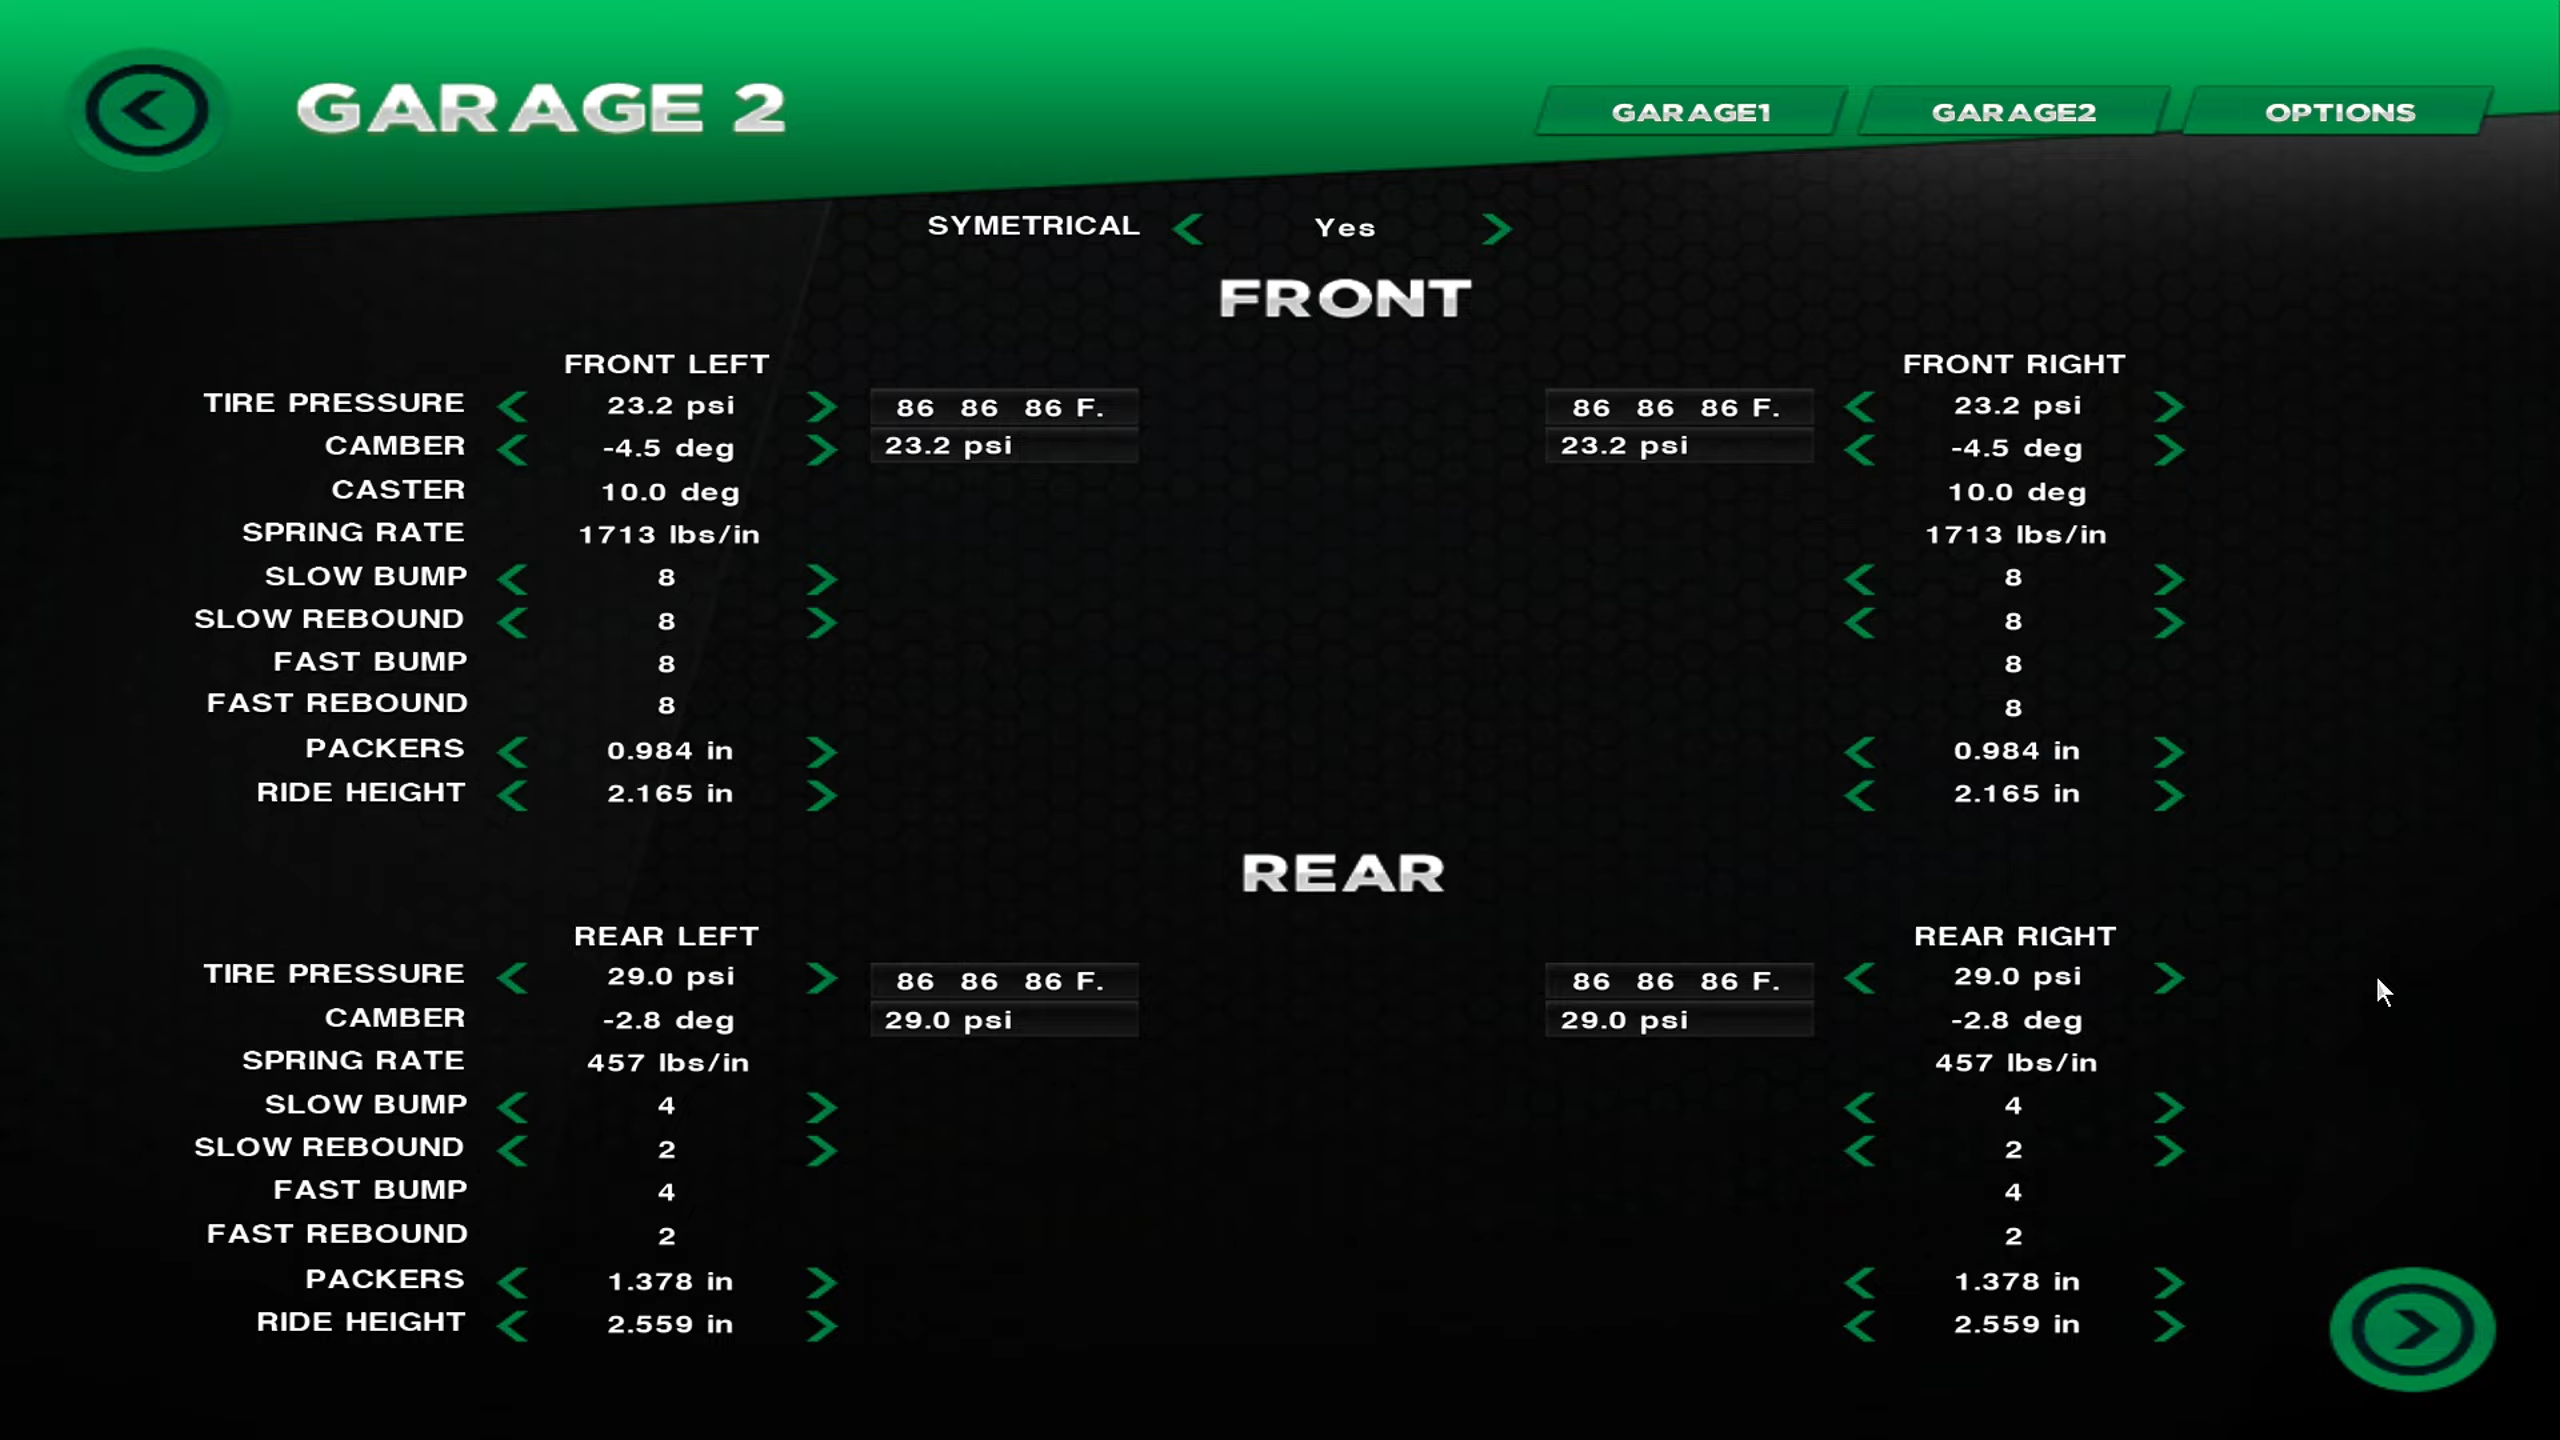 GARAGE 2
GARAGE1 GARAGE2 OPTIONS
SYMETRICAL Yes
FRONT
FRONT LEFT FRONT RIGHT
TIRE PRESSURE 23.2 psi 86 86 86 F. 86 86 86 F. 23.2 psi
CAMBER -4.5 deg 23.2 psi 23.2 psi -4.5 deg
CASTER 10.0 deg 10.0 deg
SPRING RATE 1713 lbs/in 1713 lbs/in
SLOW BUMP 8 8
SLOW REBOUND 8 8
FAST BUMP 8 8
FAST REBOUND 8 8
PACKERS 0.984 in 0.984 in
RIDE HEIGHT 2.165 in 2.165 in
REAR
REAR LEFT REAR RIGHT
TIRE PRESSURE 29.0 psi 86 86 86 F. 86 86 86 F. 29.0 psi
CAMBER -2.8 deg 29.0 psi 29.0 psi -2.8 deg
SPRING RATE 457 lbs/in 457 lbs/in
SLOW BUMP 4 4
SLOW REBOUND 2 2
FAST BUMP 4 4
FAST REBOUND 2 2
PACKERS 1.378 in 1.378 in
RIDE HEIGHT 2.559 in 2.559 in